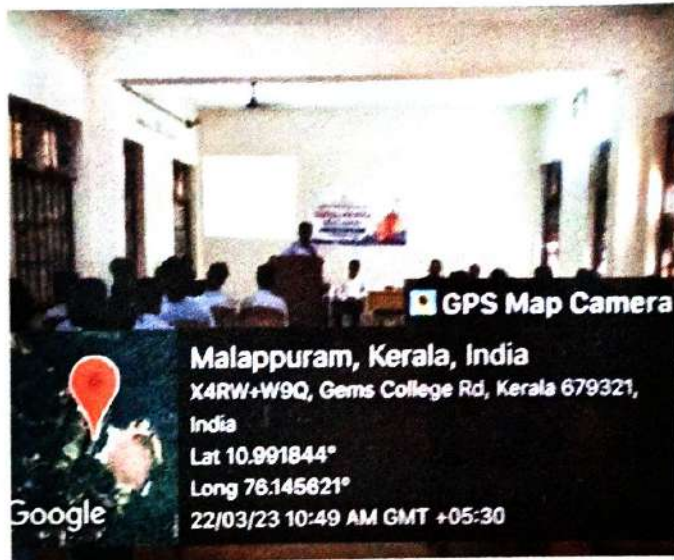 GPS Map Camera
Malappuram, Kerala, India
X4RW+W9Q, Gems College Rd, Kerala 679321,
India
Lat 10.991844°
Long 76.145621°
22/03/23 10:49 AM GMT +05:30
Google